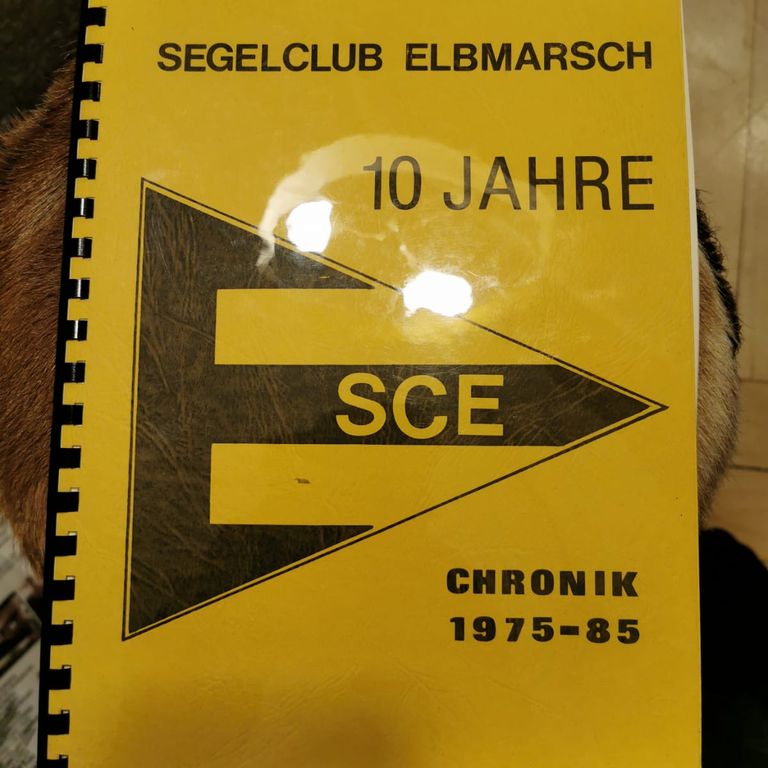 SEGELCLUB ELBMARSCH
10 JAHRE
SCE
CHRONIK
1975-85